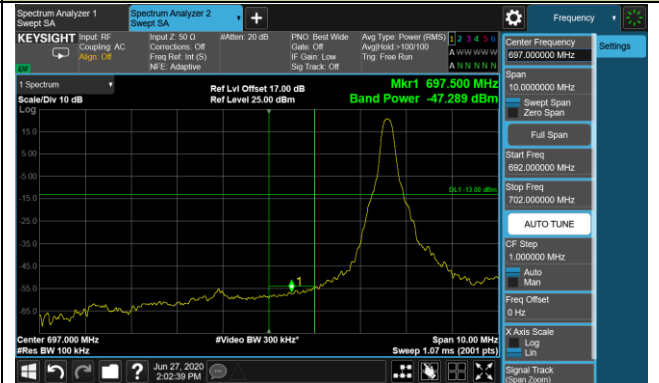 Spectrum Analyzer 1
Swept SA
Spectrum Analyzer 2
Swept SA
+
Frequency
KEYSIGHT
Input: RF
Coupling: AC
Align: Off
Input Z: 50 Ω
Corrections: Off
Freq Ref: Int (S)
NFE: Adaptive
#Atten: 20 dB
PNO: Best Wide
Gate: Off
IF Gain: Low
Sig Track: Off
Avg Type: Power (RMS)
Avg|Hold:>100/100
Trig: Free Run
1 2 3 4 5 6
A W W W W W
A N N N N N
Center Frequency
697.000000 MHz
Settings
Span
10.0000000 MHz
Swept Span
Zero Span
Full Span
Start Freq
692.000000 MHz
Stop Freq
702.000000 MHz
AUTO TUNE
CF Step
1.000000 MHz
Auto
Man
Freq Offset
0 Hz
X Axis Scale
Log
Lin
Signal Track
(Span Zoom)
1 Spectrum
Scale/Div 10 dB
Log
Ref Lvl Offset 17.00 dB
Ref Level 25.00 dBm
Mkr1 697.500 MHz
Band Power -47.289 dBm
15.0
5.00
-5.00
-15.0
-25.0
-35.0
-45.0
-55.0
-65.0
DL1 -13.00 dBm
1
Center 697.000 MHz
#Res BW 100 kHz
#Video BW 300 kHz*
Span 10.00 MHz
Sweep 1.07 ms (2001 pts)
?
Jun 27, 2020
2:02:39 PM